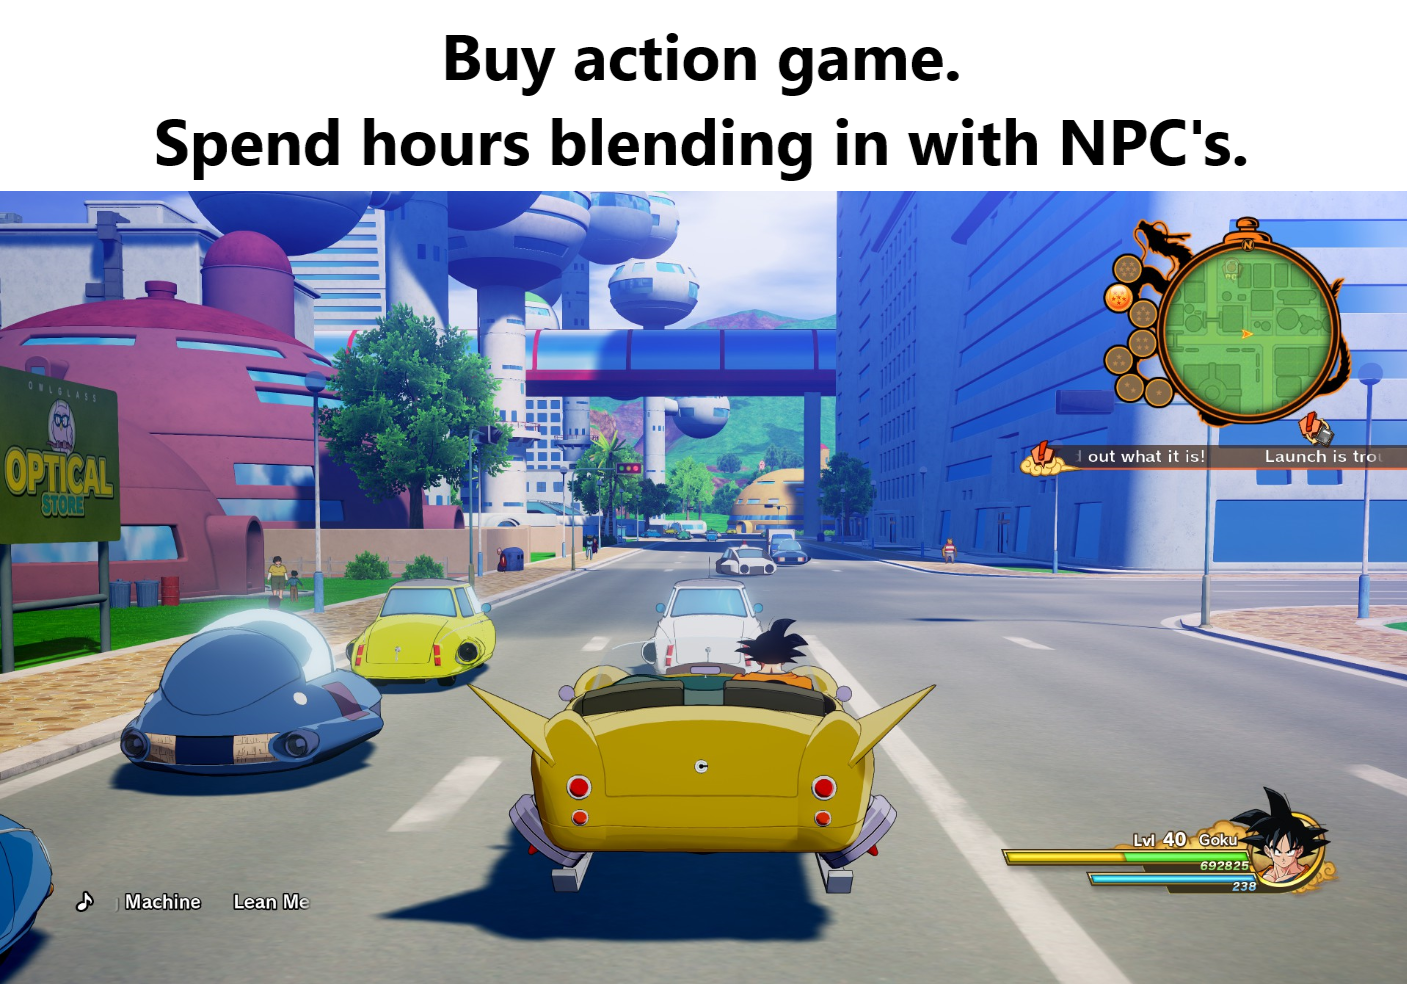 Buy action game.
Spend hours blending in with NPC's.
N
OWLGLASS
OPTICAL
STORE
out what it is!
Launch is
Lvl 40 Goku
692825
238
Machine
Lean Me